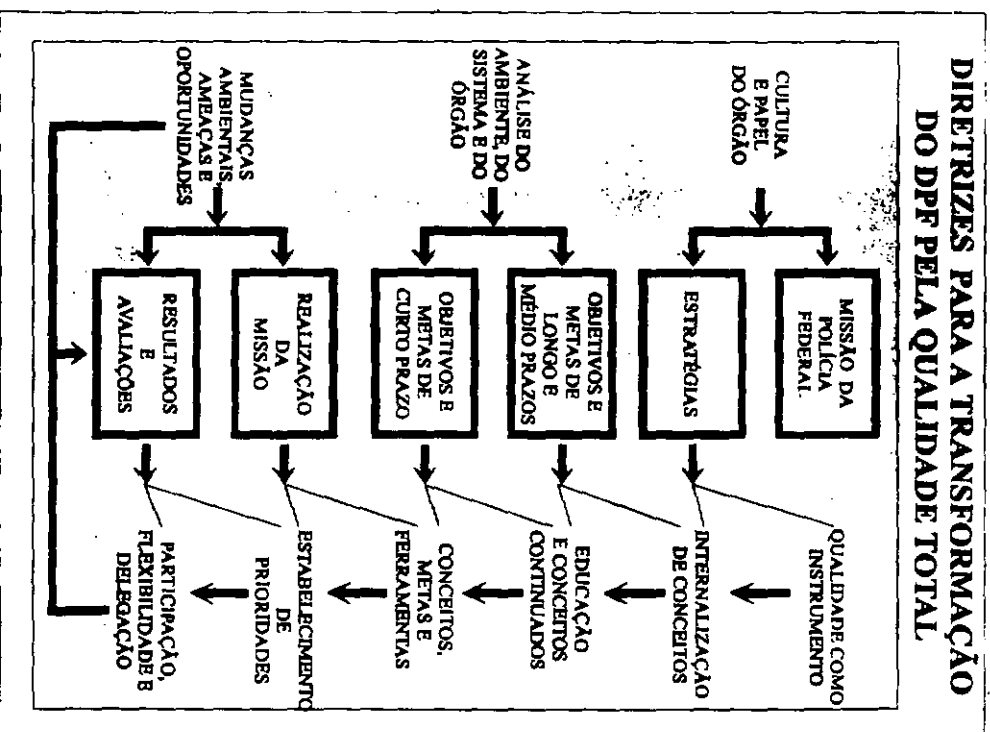 DIRETRIZES PARA A TRANSFORMAÇÃO
DO DPF PELA QUALIDADE TOTAL
MISSÃO DA
POLÍCIA
FEDERAL
QUALIDADE COMO
INSTRUMENTO
CULTURA
E PAPEL
DO ÓRGÃO
ESTRATÉGIAS
INTERNALIZAÇÃO
DE CONCEITOS
OBJETIVOS E
METAS DE
LONGO E
MÉDIO PRAZOS
EDUCAÇÃO
E CONCEITOS
CONTINUADOS
ANÁLISE DO
AMBIENTE, DO
SISTEMA E DO
ÓRGÃO
OBJETIVOS E
METAS DE
CURTO PRAZO
CONCEITOS,
METAS E
FERRAMENTAS
REALIZAÇÃO
DA
MISSÃO
ESTABELECIMENTO
DE
PRIORIDADES
MUDANÇAS
AMBIENTAIS,
AMEAÇAS E
OPORTUNIDADES
RESULTADOS
E
AVALIAÇÕES
PARTICIPAÇÃO,
FLEXIBILIDADE E
DELEGAÇÃO